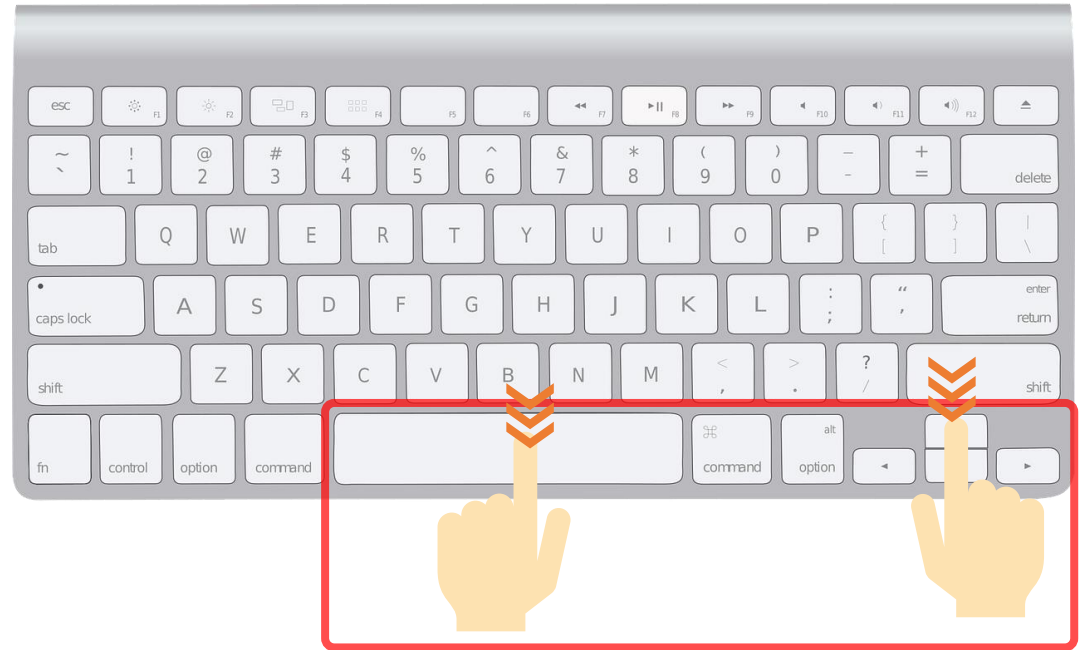 esc F1 F2 F3 F4 F5 F6 F7 F8 F9 F10 F11 F12
~ ! @ # $ % ^ & * ( ) — +
` 1 2 3 4 5 6 7 8 9 0 - = delete
tab Q W E R T Y U I O P { } |
[ ] \
caps lock A S D F G H J K L : “ enter
; , return
shift Z X C V B N M < > ? shift
, . /
fn control option command ⌘ command alt option